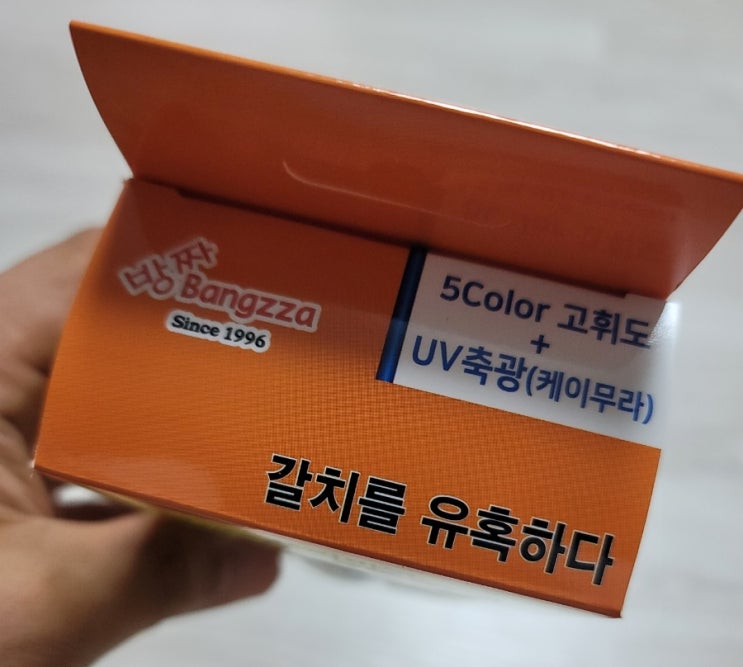 방짜
Bangzza
Since 1996
5Color 고휘도
+
UV축광(케이무라)
갈치를 유혹하다